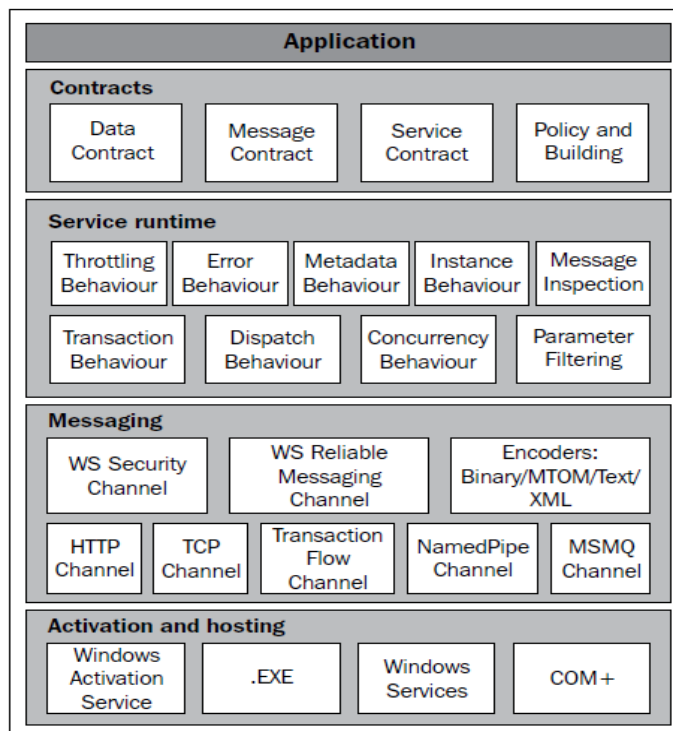 Application
Contracts
Data
Contract
Message
Contract
Service
Contract
Policy and
Building
Service runtime
Throttling
Behaviour
Error
Behaviour
Metadata
Behaviour
Instance
Behaviour
Message
Inspection
Transaction
Behaviour
Dispatch
Behaviour
Concurrency
Behaviour
Parameter
Filtering
Messaging
WS Security
Channel
WS Reliable
Messaging
Channel
Encoders:
Binary/MTOM/Text/
XML
HTTP
Channel
TCP
Channel
Transaction
Flow
Channel
NamedPipe
Channel
MSMQ
Channel
Activation and hosting
Windows
Activation
Service
.EXE
Windows
Services
COM+